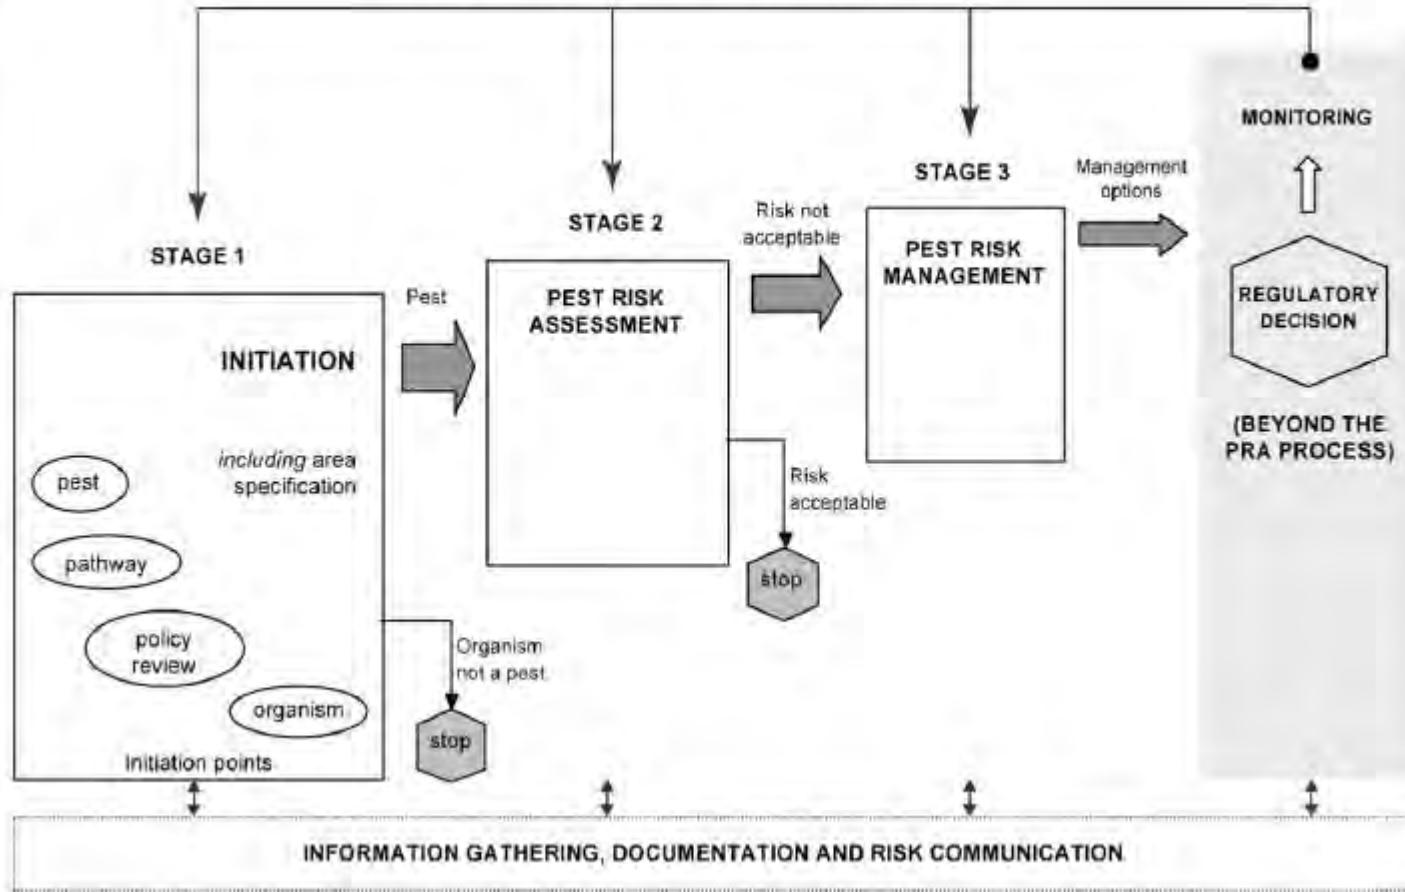 STAGE 1
INITIATION
including area
specification
pest
pathway
policy
review
organism
Initiation points
Pest
Organism
not a pest
stop
STAGE 2
PEST RISK
ASSESSMENT
Risk not
acceptable
Risk
acceptable
stop
STAGE 3
PEST RISK
MANAGEMENT
Management
options
MONITORING
REGULATORY
DECISION
(BEYOND THE
PRA PROCESS)
INFORMATION GATHERING, DOCUMENTATION AND RISK COMMUNICATION